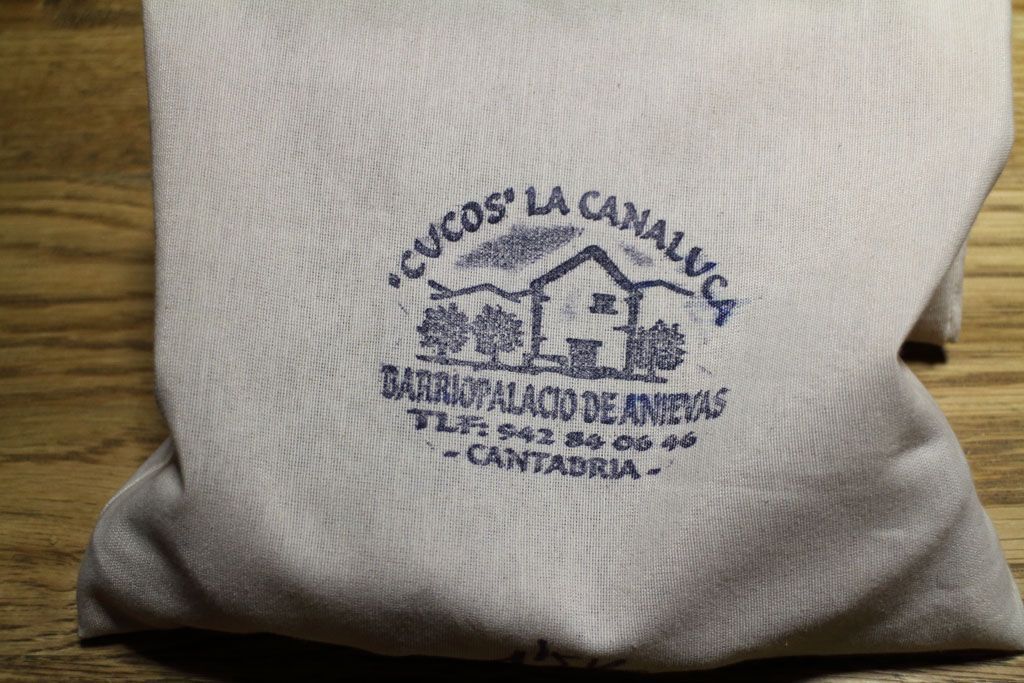 "CUCOS" LA CANALUCA
BARRIOPALACIO DE ANIEVAS
TLF: 942 84 06 46
- CANTABRIA -